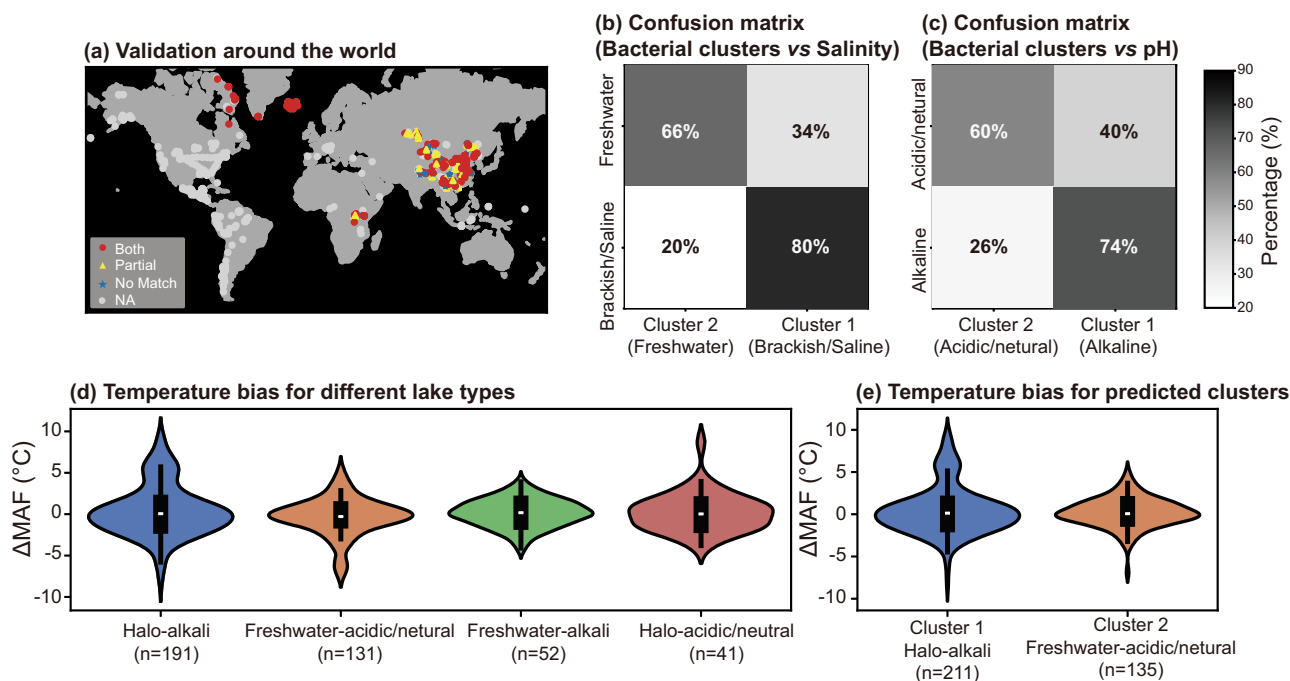 (a) Validation around the world
Both
Partial
No Match
NA
(b) Confusion matrix
(Bacterial clusters vs Salinity)
Freshwater
Brackish/Saline
66%
34%
20%
80%
Cluster 2
(Freshwater)
Cluster 1
(Brackish/Saline)
(c) Confusion matrix
(Bacterial clusters vs pH)
Acidic/netural
Alkaline
60%
40%
26%
74%
Cluster 2
(Acidic/netural)
Cluster 1
(Alkaline)
90
80
70
60
50
40
30
20
Percentage (%)
(d) Temperature bias for different lake types
ΔMAF (°C)
10
5
0
-5
-10
Halo-alkali
(n=191)
Freshwater-acidic/netural
(n=131)
Freshwater-alkali
(n=52)
Halo-acidic/neutral
(n=41)
(e) Temperature bias for predicted clusters
ΔMAF (°C)
10
5
0
-5
-10
Cluster 1
Halo-alkali
(n=211)
Cluster 2
Freshwater-acidic/netural
(n=135)